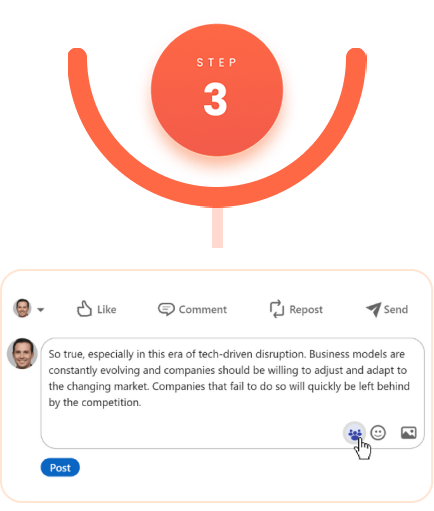 STEP
3
Like Comment Repost Send
So true, especially in this era of tech-driven disruption. Business models are
constantly evolving and companies should be willing to adjust and adapt to
the changing market. Companies that fail to do so will quickly be left behind
by the competition.
Post